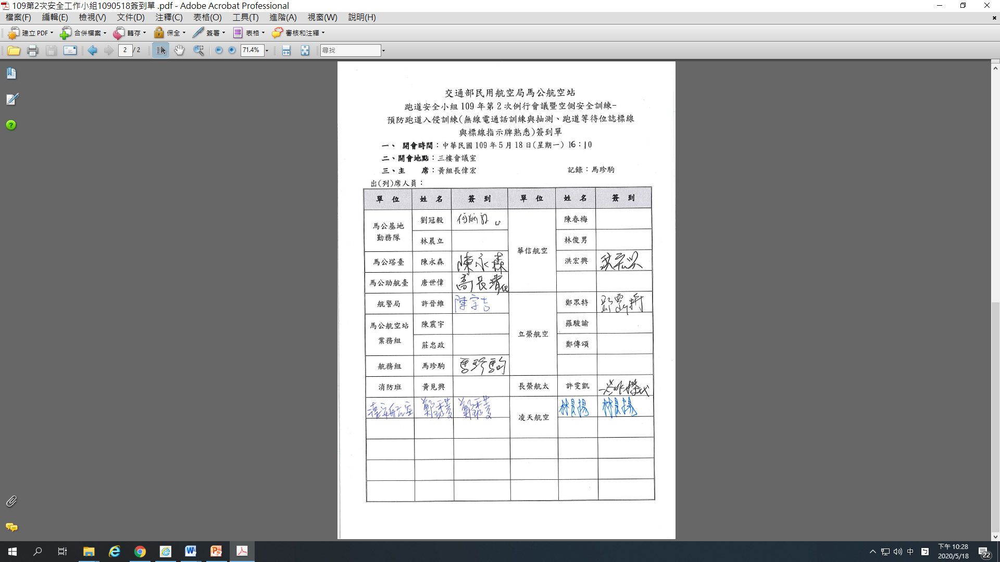 109第2次安全工作小組1090518簽到單 .pdf - Adobe Acrobat Professional
檔案(F) 編輯(E) 檢視(V) 文件(D) 注釋(C) 表格(O) 工具(T) 進階(A) 視窗(W) 說明(H)
建立 PDF 合併檔案 轉存 保全 簽署 表格 審核和注釋
2 / 2 71.4% 尋找
交通部民用航空局馬公航空站
跑道安全小組 109 年第 2 次例行會議暨空側安全訓練-
預防跑道入侵訓練(無線電通話訓練與抽測、跑道等待位誌標線
與標線指示牌熟悉)簽到單
一、 開會時間：中華民國 109 年 5 月 18 日(星期一) 16：10
二、開會地點：三樓會議室
三、主 席：黃組長偉宏 記錄：馬珍駒
出(列)席人員：
單 位 姓 名 簽 到 單 位 姓 名 簽 到
馬公基地勤務隊 劉冠毅 華信航空 陳春梅
林晨立 林俊男
馬公塔臺 陳永森 陳永森 洪宏興
馬公助航臺 唐世偉 高長清代
航警局 許晉維 陳宇吉 立榮航空 鄭眾特
馬公航空站業務組 陳震宇 羅駿諭
莊忠政 鄭傳頌
航務組 馬珍駒 馬珍駒
消防班 黃見興 長榮航太 許雯凱
凌天航空 林晨揚 林晨揚
下午 10:28
2020/5/18
中
22